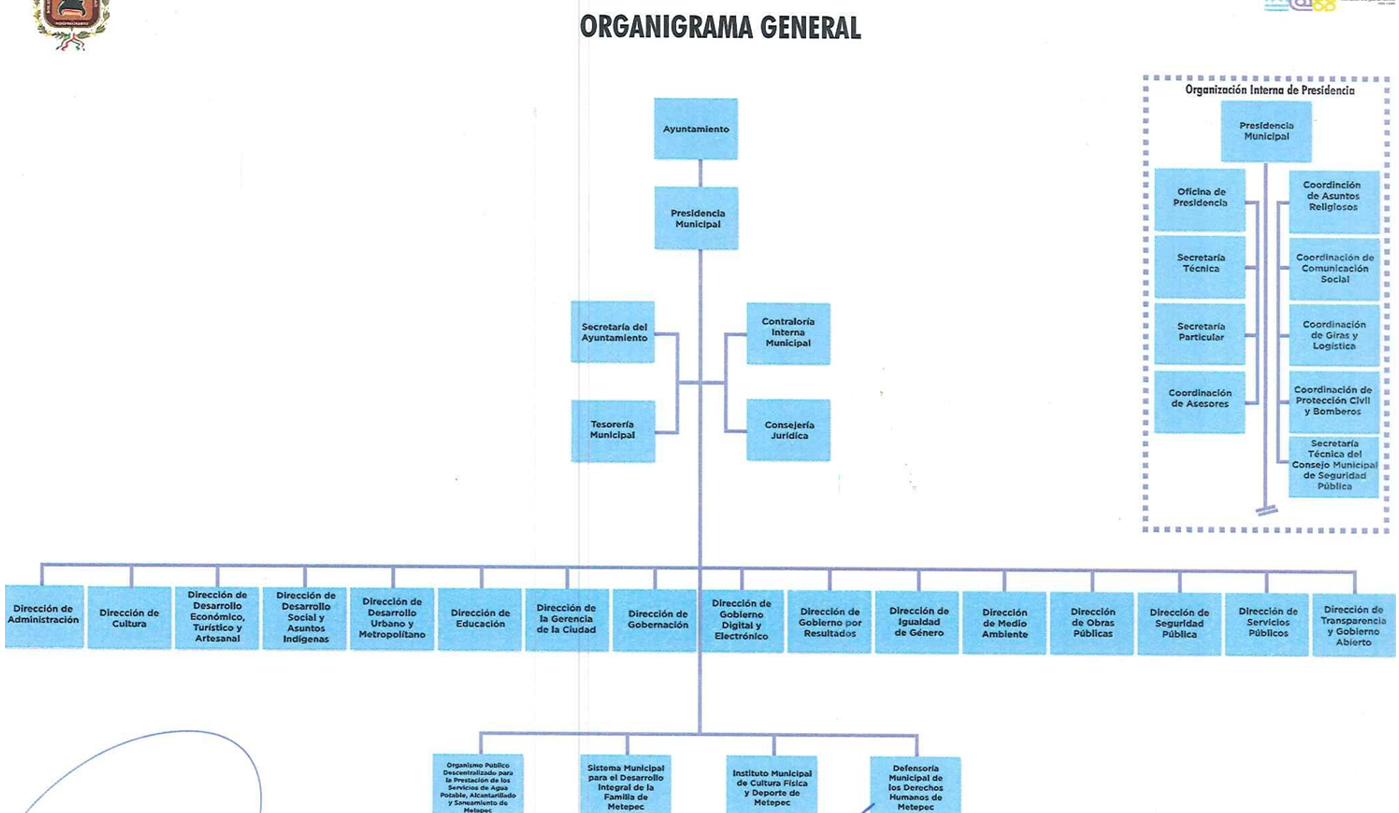 ORGANIGRAMA GENERAL
Ayuntamiento
Presidencia
Municipal
Secretaría del
Ayuntamiento
Contraloría
Interna
Municipal
Tesorería
Municipal
Consejería
Jurídica
Organización Interna de Presidencia
Presidencia
Municipal
Oficina de
Presidencia
Coordinción
de Asuntos
Religiosos
Secretaría
Técnica
Coordinación de
Comunicación
Social
Secretaría
Particular
Coordinación
de Giras y
Logística
Coordinación
de Asesores
Coordinación de
Protección Civil
y Bomberos
Secretaría
Técnica del
Consejo Municipal
de Seguridad
Pública
Dirección de
Administración
Dirección de
Cultura
Dirección de
Desarrollo
Económico,
Turístico y
Artesanal
Dirección de
Desarrollo
Social y
Asuntos
Indígenas
Dirección de
Desarrollo
Urbano y
Metropolitano
Dirección de
Educación
Dirección de
la Gerencia
de la Ciudad
Dirección de
Gobernación
Dirección de
Gobierno
Digital y
Electrónico
Dirección de
Gobierno por
Resultados
Dirección de
Igualdad
de Género
Dirección
de Medio
Ambiente
Dirección
de Obras
Públicas
Dirección de
Seguridad
Pública
Dirección de
Servicios
Públicos
Dirección de
Transparencia
y Gobierno
Abierto
Organismo Público
Descentralizado para
la Prestación de los
Servicios de Agua
Potable, Alcantarillado
y Saneamiento de
Metepec
Sistema Municipal
para el Desarrollo
Integral de la
Familia de
Metepec
Instituto Municipal
de Cultura Física
y Deporte de
Metepec
Defensoría
Municipal de
los Derechos
Humanos de
Metepec